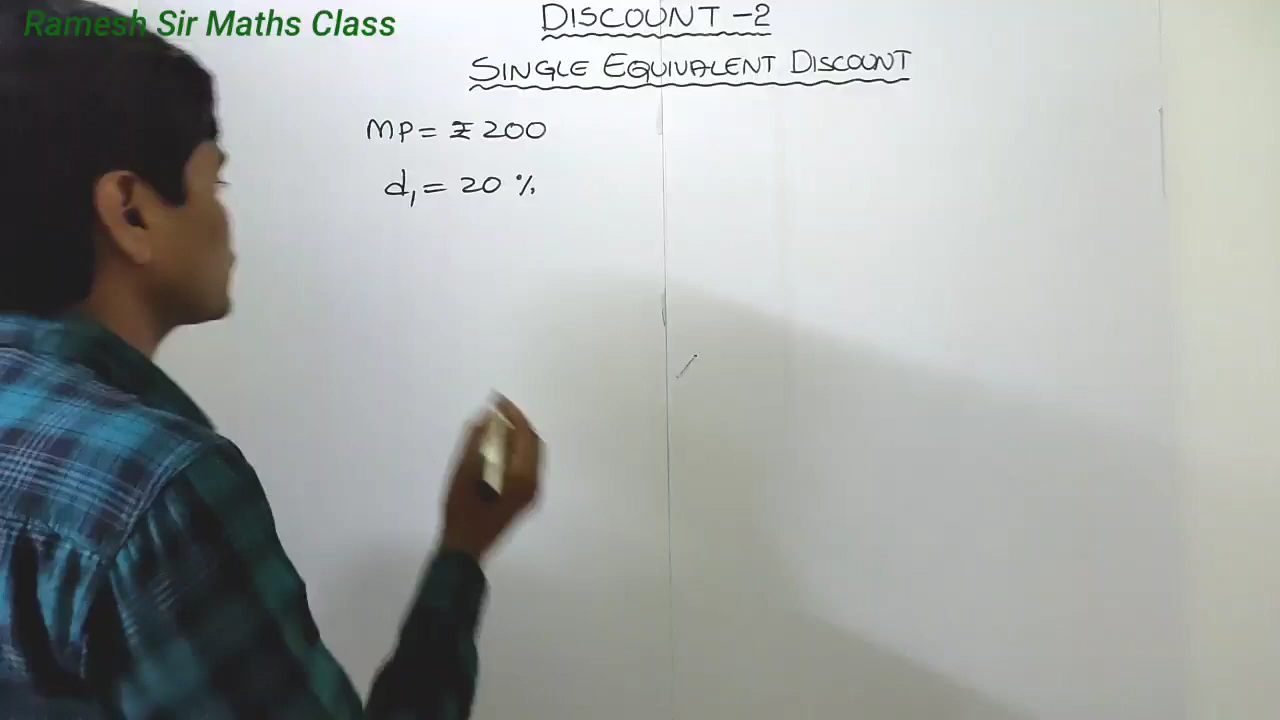 Ramesh Sir Maths Class
DISCOUNT -2
SINGLE EQUIVALENT DISCOUNT
MP = ₹ 200
d₁ = 20 %